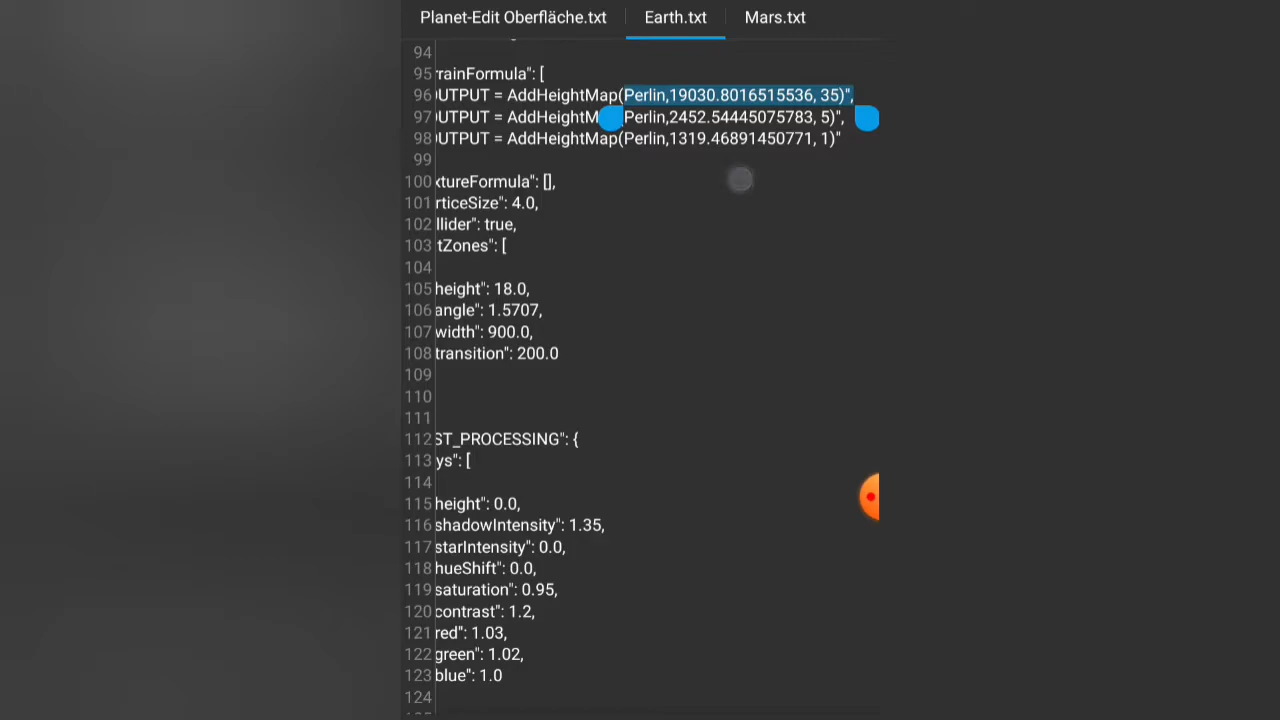 Planet-Edit Oberfläche.txt
Earth.txt
Mars.txt
94
95 rrainFormula": [
96 UTPUT = AddHeightMap(Perlin,19030.8016515536, 35)",
97 UTPUT = AddHeightM Perlin,2452.54445075783, 5)",
98 UTPUT = AddHeightMap(Perlin,1319.46891450771, 1)"
99
100 xtureFormula": [],
101 rticeSize": 4.0,
102 llider": true,
103 tZones": [
104
105 height": 18.0,
106 angle": 1.5707,
107 width": 900.0,
108 transition": 200.0
109
110
111
112 ST_PROCESSING": {
113 ys": [
114
115 height": 0.0,
116 shadowIntensity": 1.35,
117 starIntensity": 0.0,
118 hueShift": 0.0,
119 saturation": 0.95,
120 contrast": 1.2,
121 red": 1.03,
122 green": 1.02,
123 blue": 1.0
124